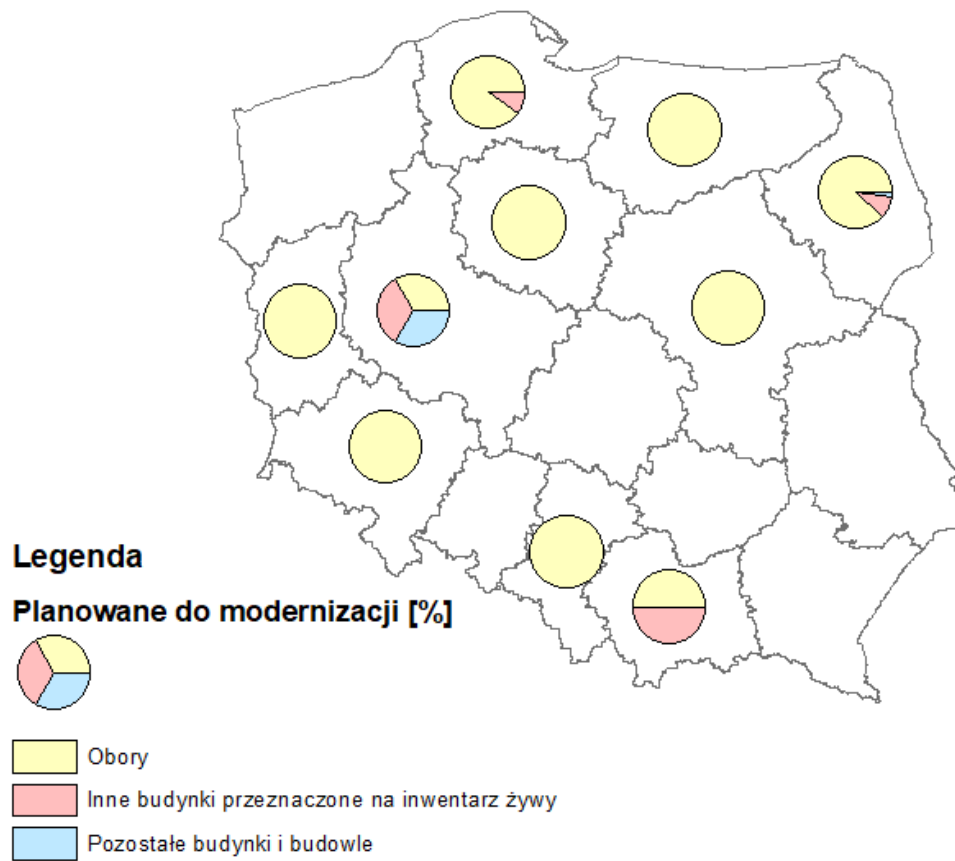 Legenda
Planowane do modernizacji [%]
Obory
Inne budynki przeznaczone na inwentarz żywy
Pozostałe budynki i budowle